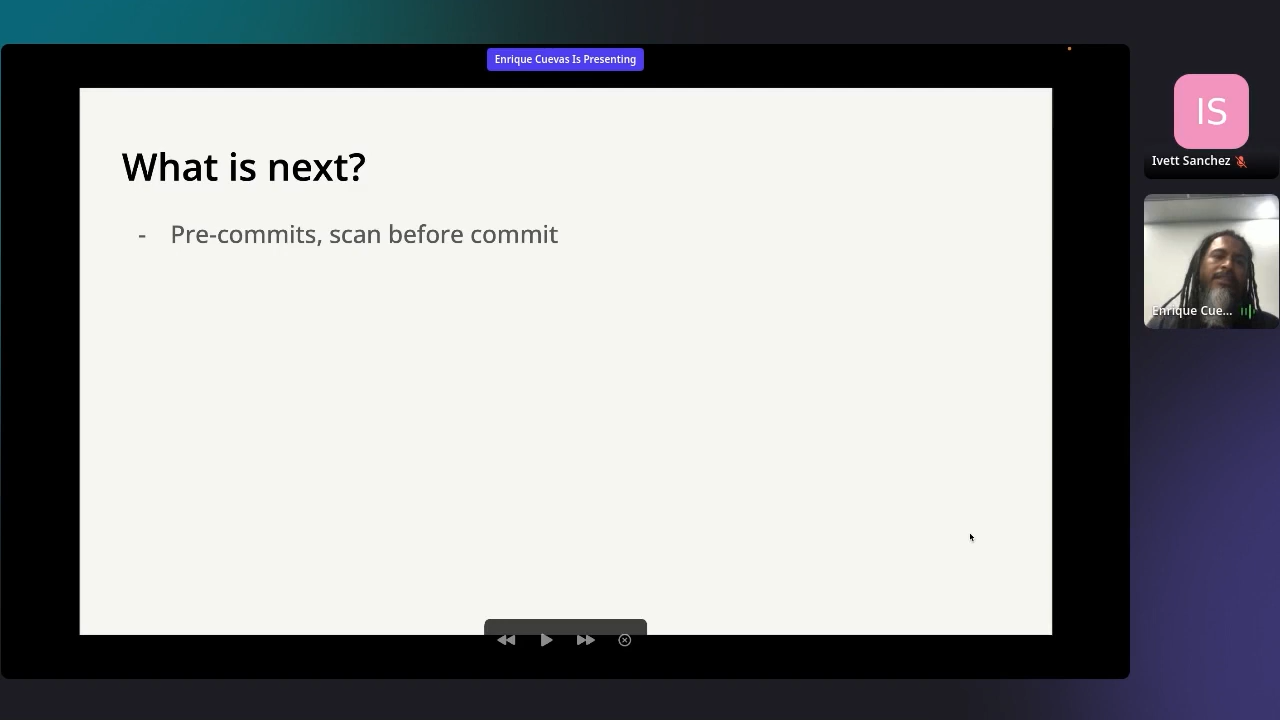 Enrique Cuevas Is Presenting
What is next?
- Pre-commits, scan before commit
IS
Ivett Sanchez
Enrique Cue...